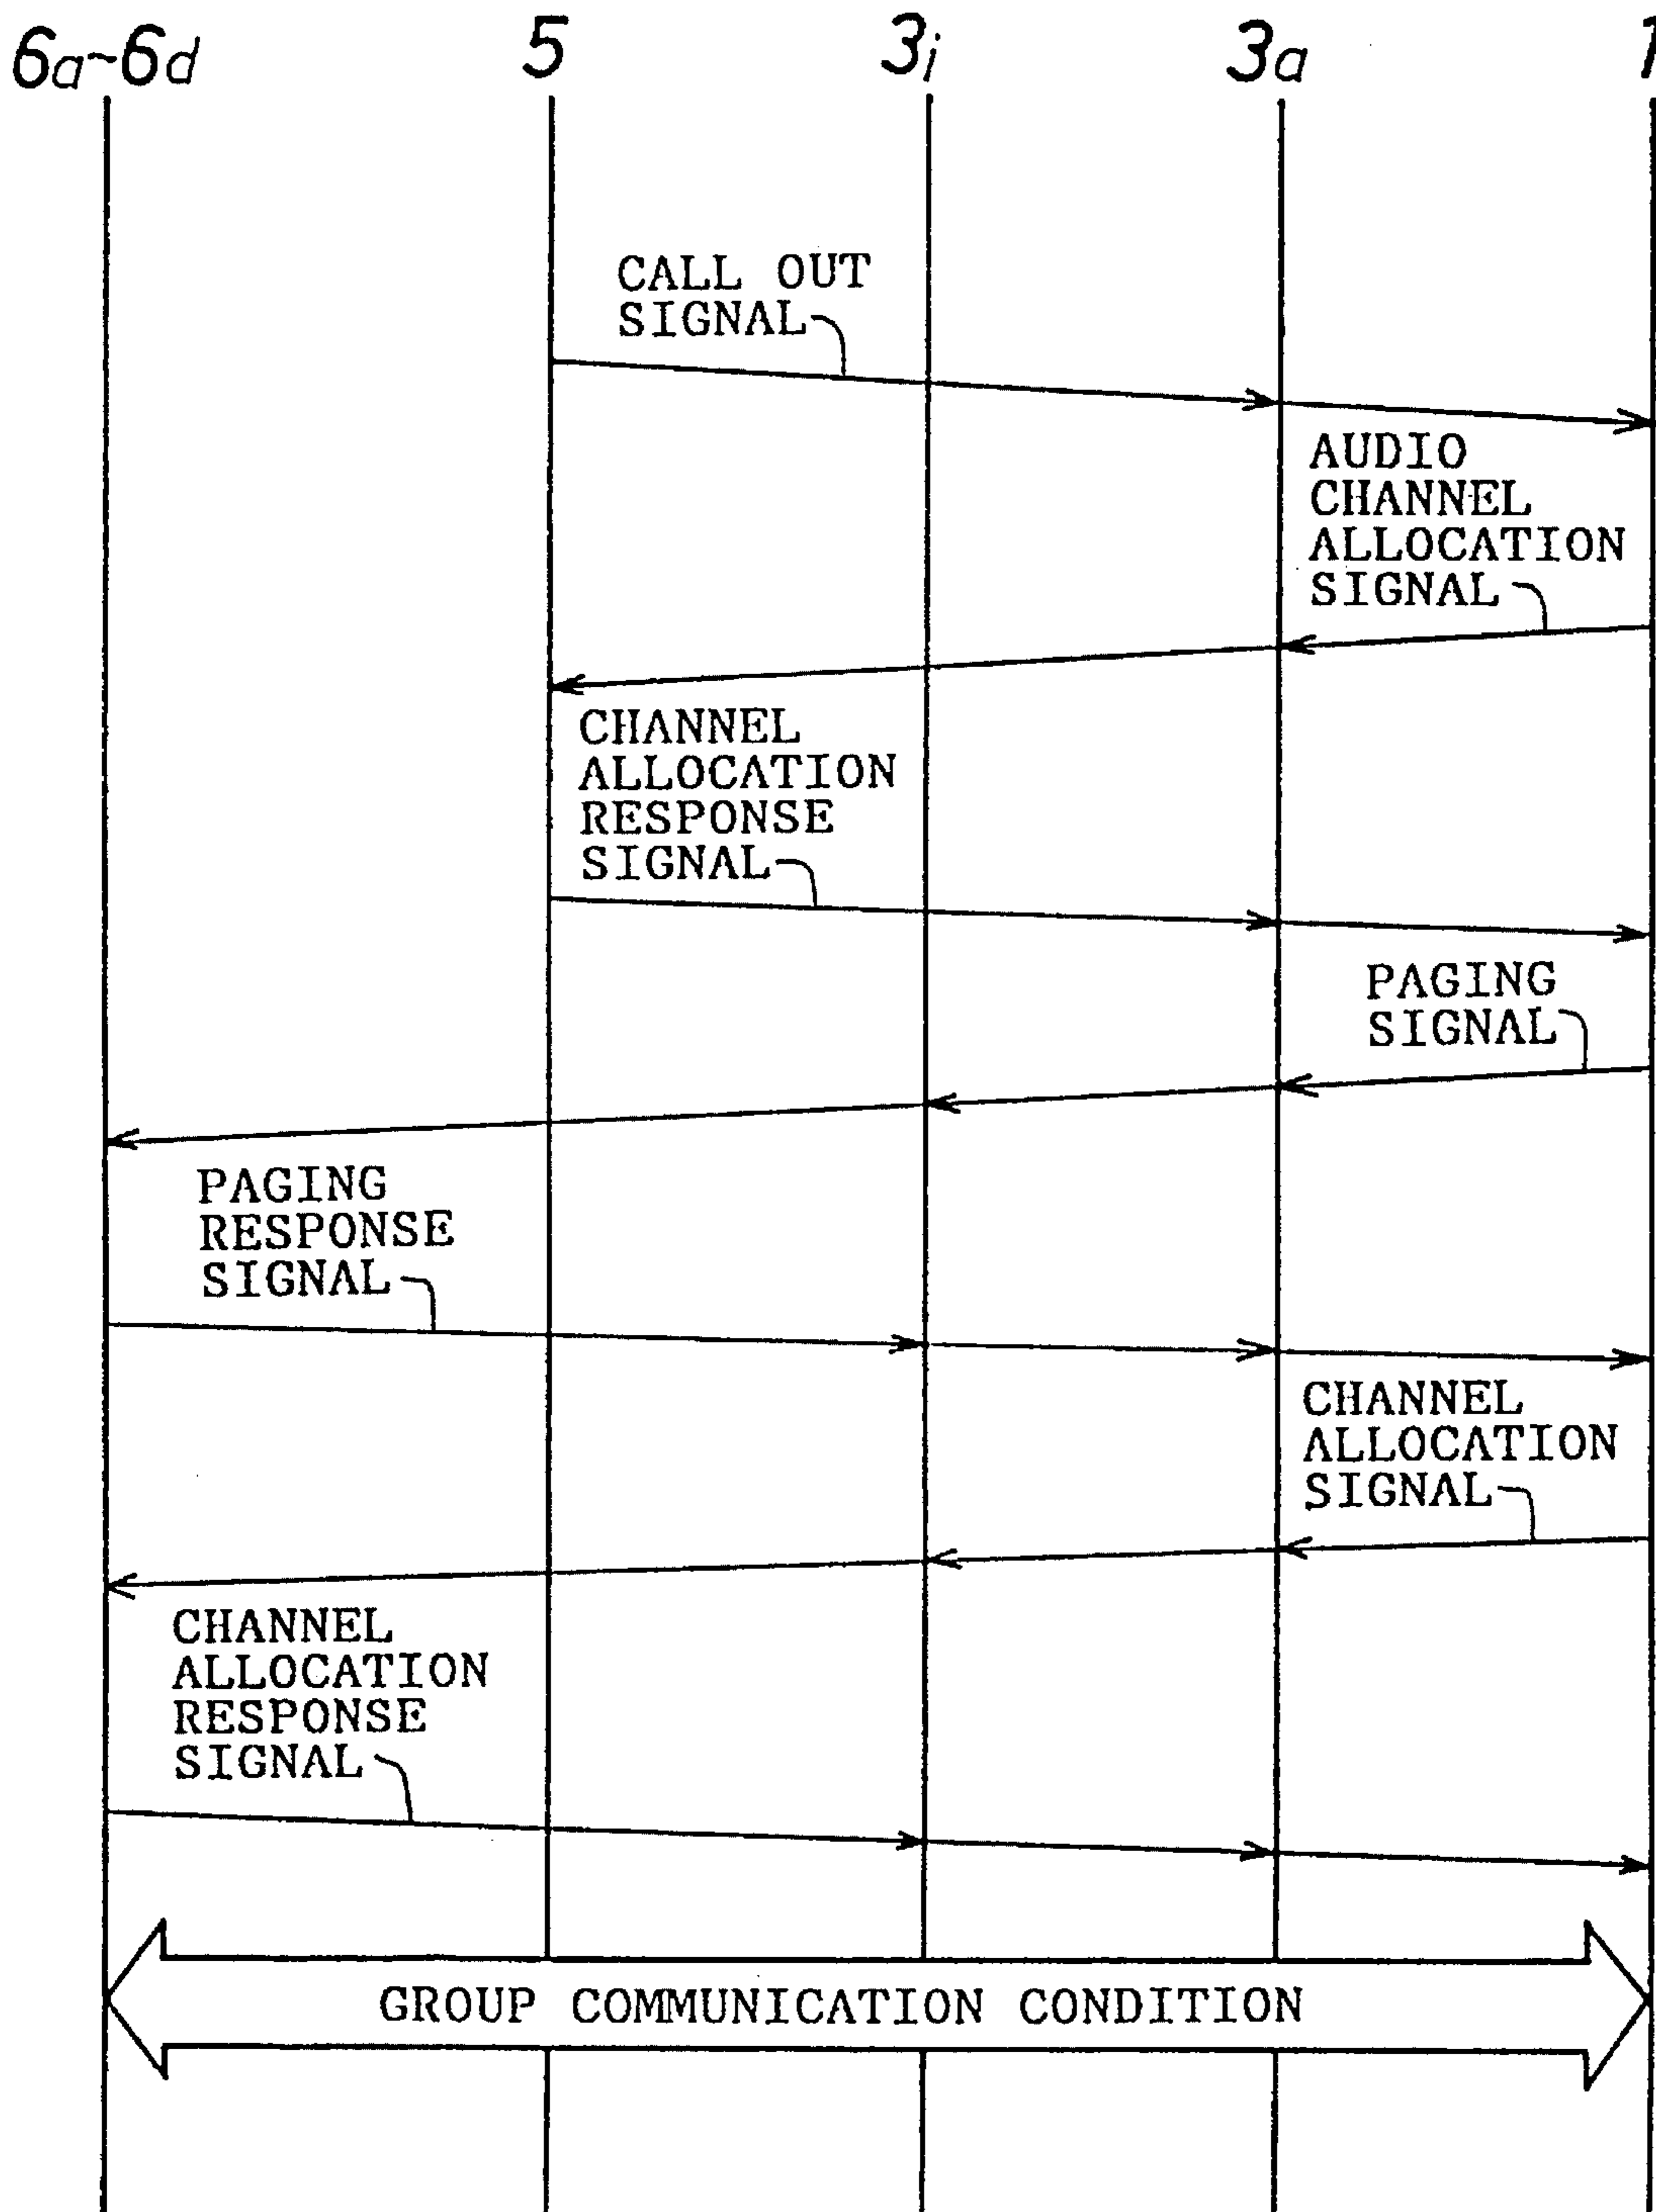 6a~6d 5 3i 3a 1
CALL OUT
SIGNAL
AUDIO
CHANNEL
ALLOCATION
SIGNAL
CHANNEL
ALLOCATION
RESPONSE
SIGNAL
PAGING
SIGNAL
PAGING
RESPONSE
SIGNAL
CHANNEL
ALLOCATION
SIGNAL
CHANNEL
ALLOCATION
RESPONSE
SIGNAL
GROUP COMMUNICATION CONDITION